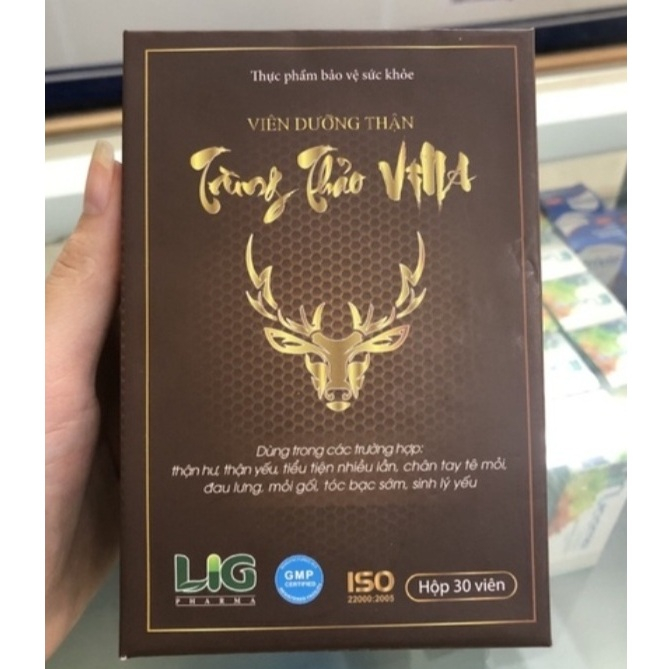 Thực phẩm bảo vệ sức khỏe
VIÊN DƯỠNG THẬN
Trùng Thảo VHA
Dùng trong các trường hợp:
thận hư, thận yếu, tiểu tiện nhiều lần, chân tay tê mỏi,
đau lưng, mỏi gối, tóc bạc sớm, sinh lý yếu
LIG
PHARMA
GMP
CERTIFIED
ISO
22000:2005
Hộp 30 viên